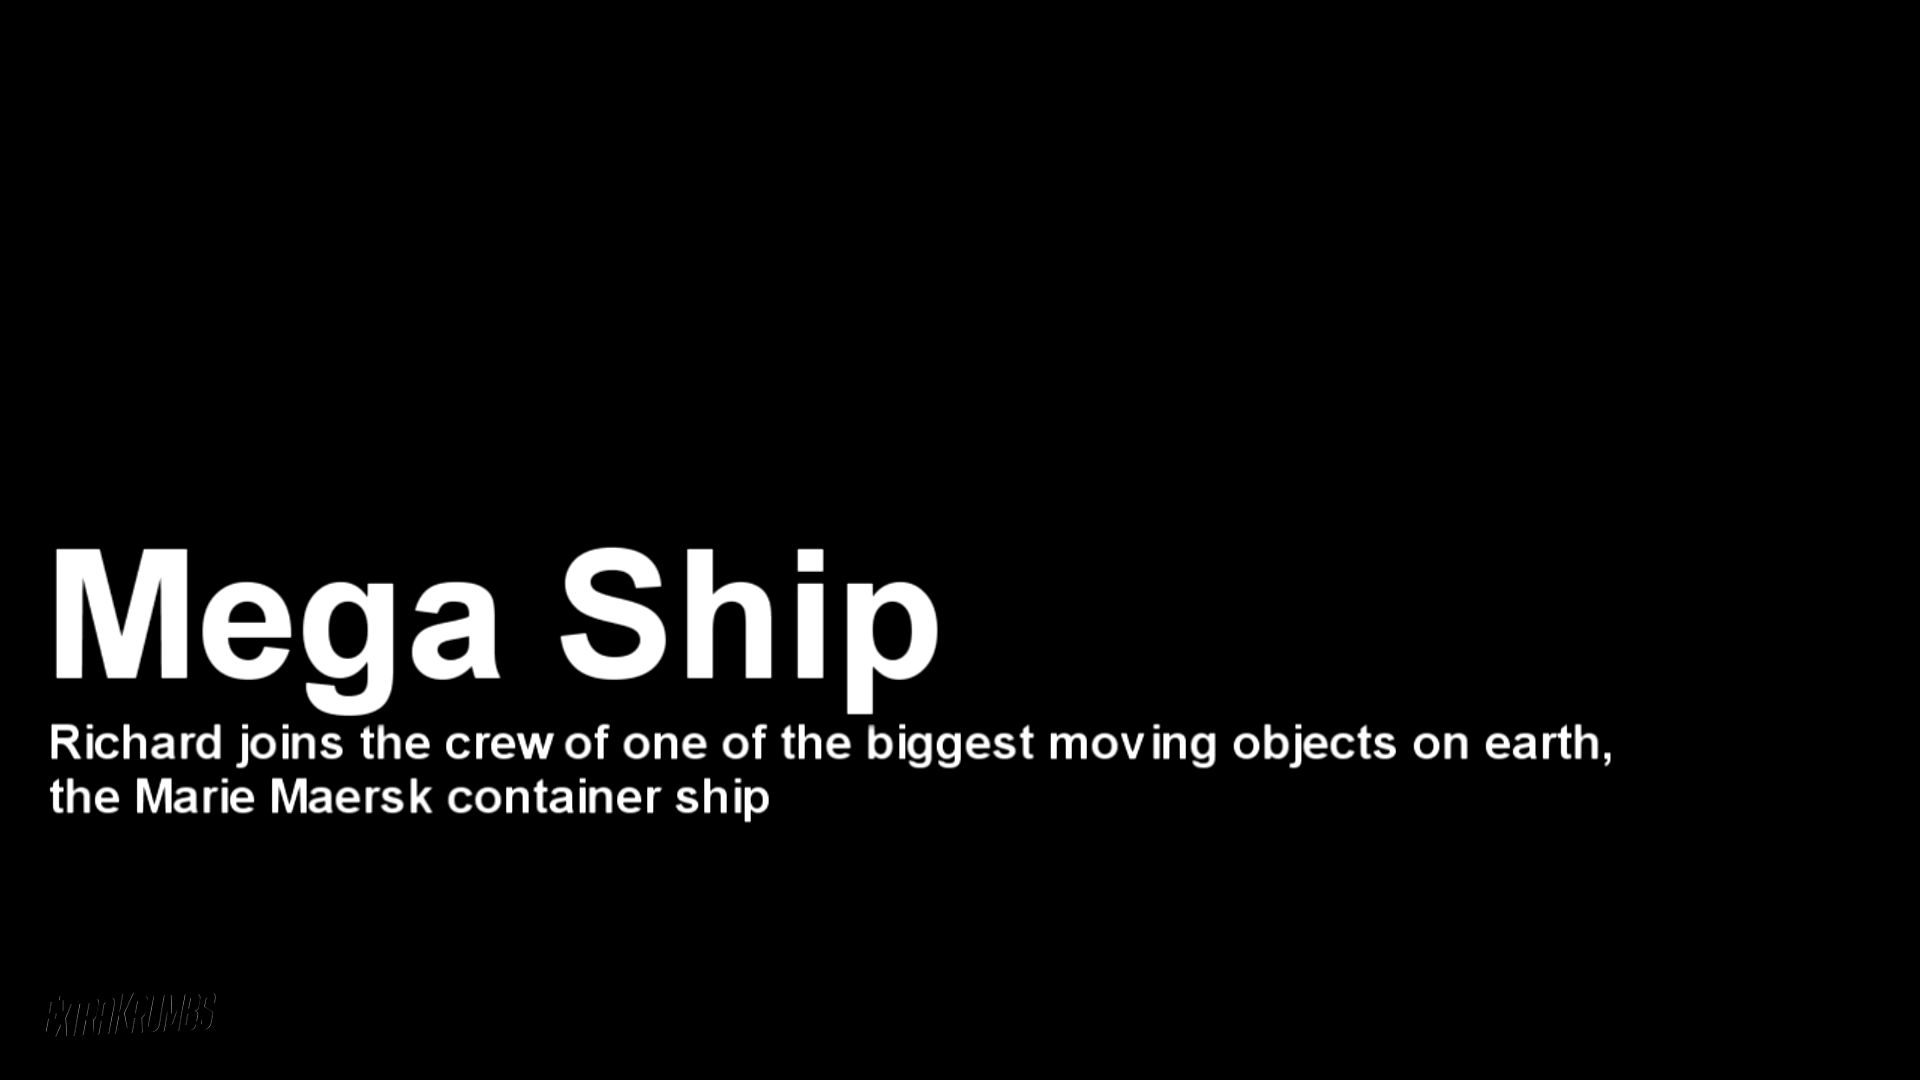 Mega Ship
Richard joins the crew of one of the biggest moving objects on earth,
the Marie Maersk container ship
EXTRAKRUMBS